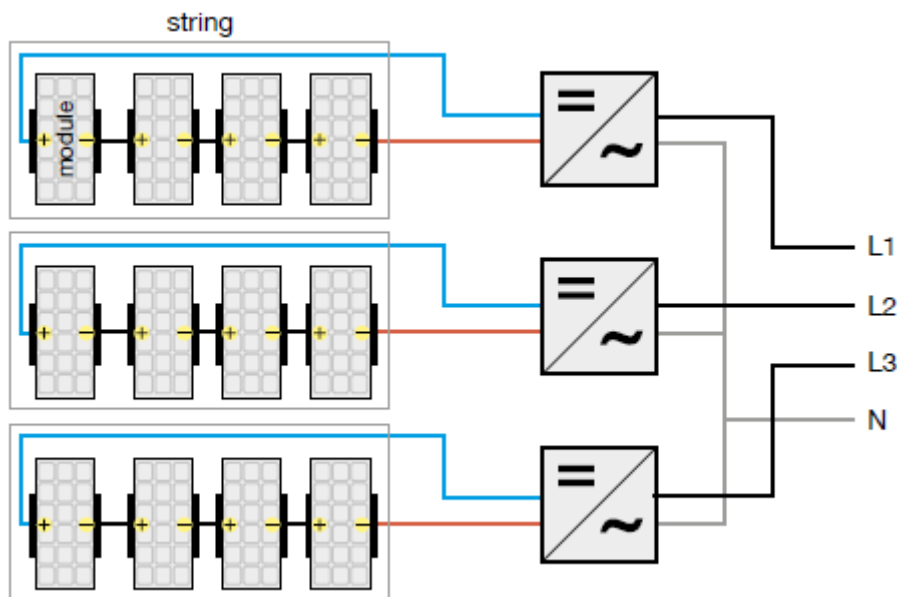 string
module
+ − + − + − + −
= ~
L1
+ − + − + − + −
= ~
L2
L3
N
+ − + − + − + −
= ~